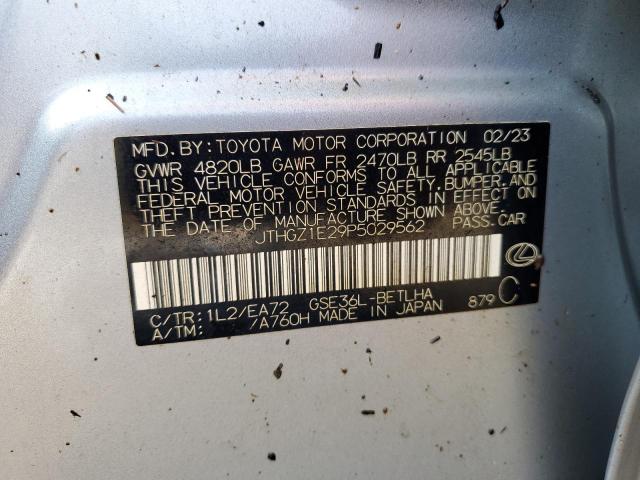 MFD. BY: TOYOTA MOTOR CORPORATION 02/23
GVWR 4820LB GAWR FR 2470LB RR 2545LB
THIS VEHICLE CONFORMS TO ALL APPLICABLE
FEDERAL MOTOR VEHICLE SAFETY, BUMPER, AND
THEFT PREVENTION STANDARDS IN EFFECT ON
THE DATE OF MANUFACTURE SHOWN ABOVE.
JTHGZ1E29P5029562 PASS. CAR
C/TR: 1L2/EA72 GSE36L-BETLHA
A/TM: /A760H MADE IN JAPAN 879 C